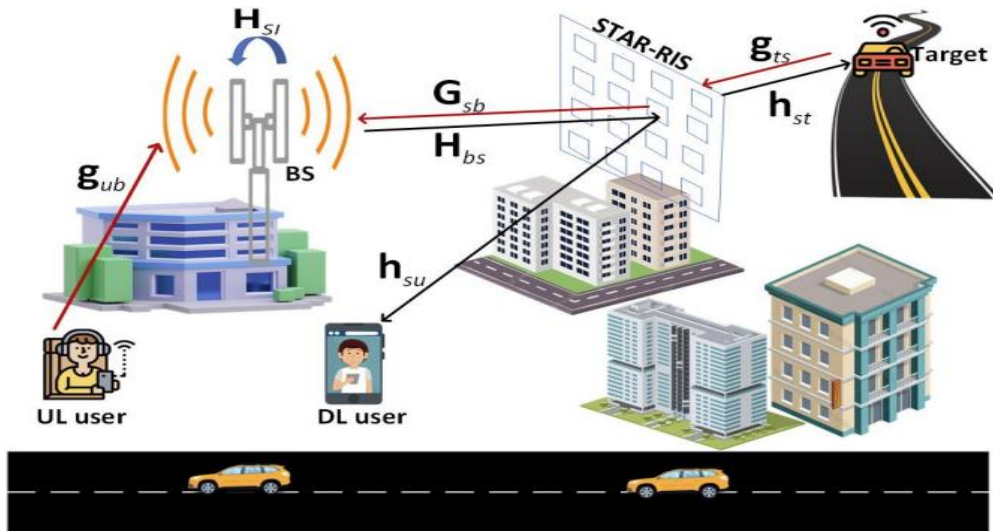 H_SI
STAR-RIS
g_ts
Target
G_sb
h_st
H_bs
BS
g_ub
h_su
UL user
DL user